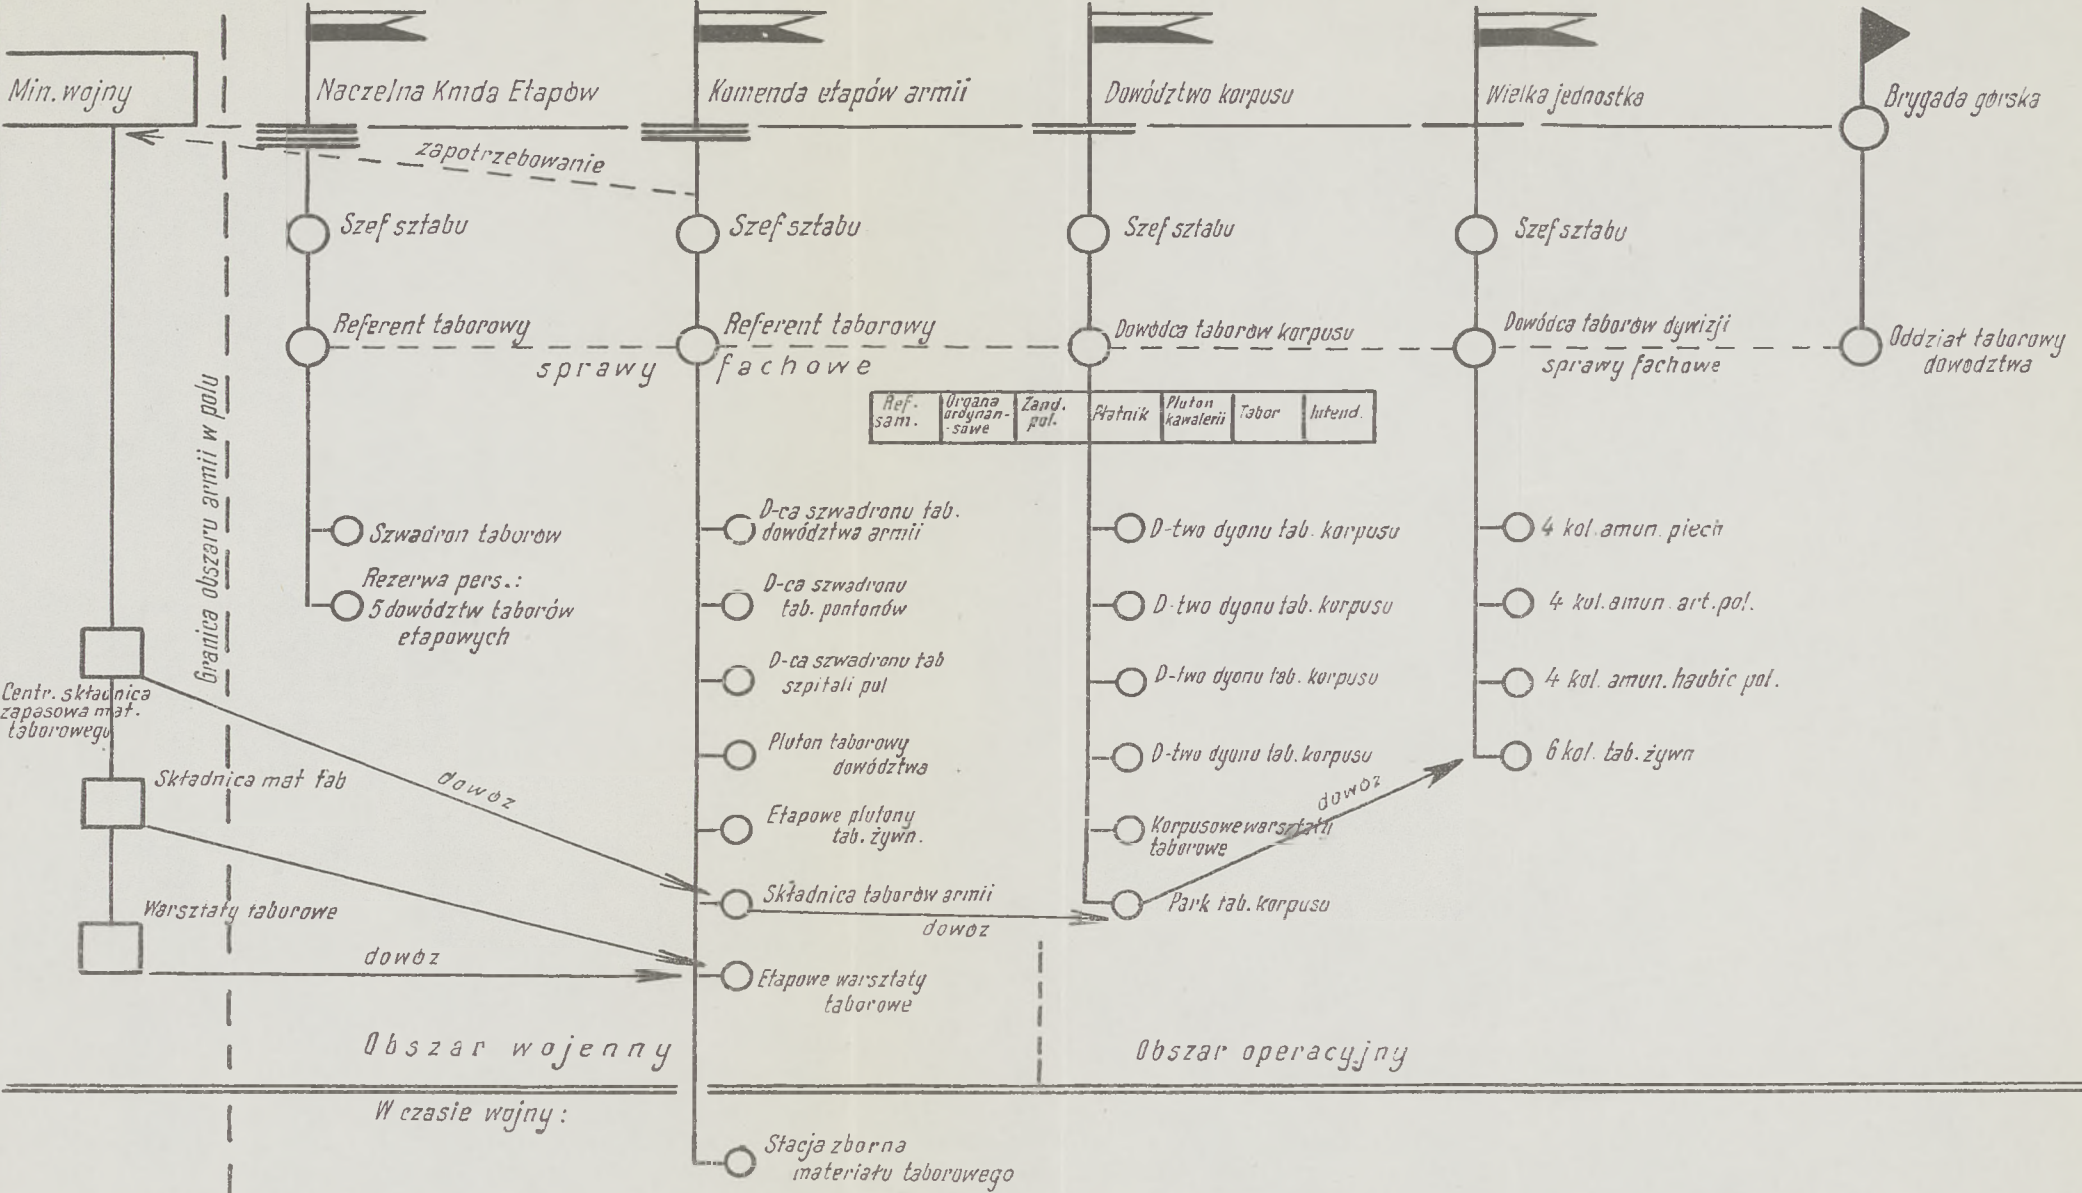 Min. wojny
Naczelna Kmda Etapów
Komenda etapów armii
Dowództwo korpusu
Wielka jednostka
Brygada górska
zapotrzebowanie
Szef sztabu
Szef sztabu
Szef sztabu
Szef sztabu
Referent taborowy
Referent taborowy
Dowódca taborów korpusu
Dowódca taborów dywizji
Oddział taborowy
dowództwa
sprawy fachowe
sprawy fachowe
Granica obszaru armii w polu
Ref.
sam.
Organa
ordynan-
-sowe
Żand.
pol.
Płatnik
Pluton
kawalerii
Tabor
Intend.
Szwadron taborów
Rezerwa pers.:
5 dowództw taborów
etapowych
D-ca szwadronu tab.
dowództwa armii
D-ca szwadronu
tab. pontonów
D-ca szwadronu tab
szpitali pol
Pluton taborowy
dowództwa
Etapowe plutony
tab. żywn.
Składnica taborów armii
Etapowe warsztaty
taborowe
D-two dyonu tab. korpusu
D-two dyonu tab. korpusu
D-two dyonu tab. korpusu
D-two dyonu tab. korpusu
Korpusowe warsztaty
taborowe
Park tab. korpusu
4 kol. amun. piech
4 kol. amun. art. pol.
4 kol. amun. haubic pol.
6 kol. tab. żywn
Centr. składnica
zapasowa mat.
taborowego
Składnica mat tab
Warsztaty taborowe
dowóz
dowóz
dowóz
dowóz
Obszar wojenny
Obszar operacyjny
W czasie wojny:
Stacja zborna
materiału taborowego